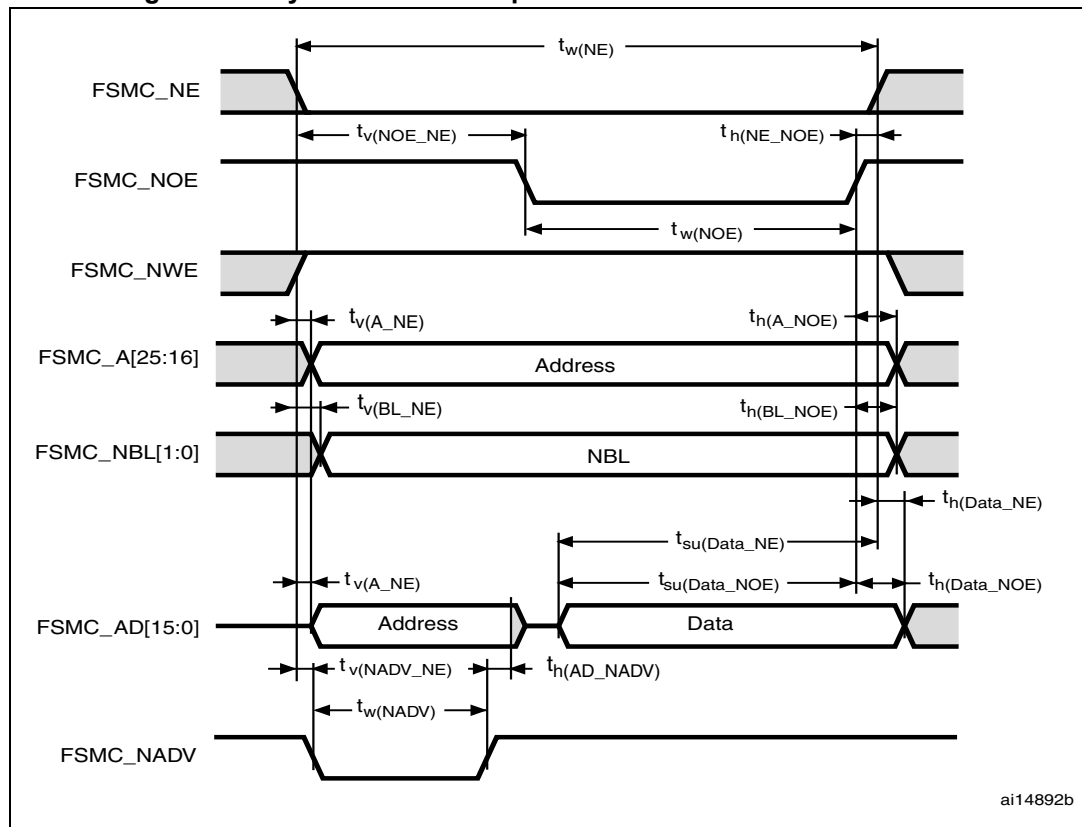 t_w(NE)
FSMC_NE
t_v(NOE_NE)
t_h(NE_NOE)
FSMC_NOE
t_w(NOE)
FSMC_NWE
t_v(A_NE)
t_h(A_NOE)
FSMC_A[25:16]
Address
t_v(BL_NE)
t_h(BL_NOE)
FSMC_NBL[1:0]
NBL
t_h(Data_NE)
t_su(Data_NE)
t_v(A_NE)
t_su(Data_NOE)
t_h(Data_NOE)
FSMC_AD[15:0]
Address
Data
t_v(NADV_NE)
t_h(AD_NADV)
t_w(NADV)
FSMC_NADV
ai14892b